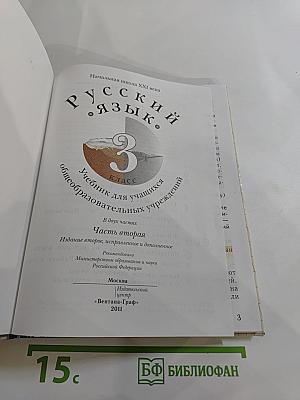 Начальная школа XXI века
Русский
язык
3
класс
Учебник для учащихся
общеобразовательных учреждений
В двух частях
Часть вторая
Издание второе, исправленное и дополненное
Рекомендовано
Министерством образования и науки
Российской Федерации
Москва
Издательский
центр
«Вентана-Граф»
2011
3
15с
БФ БИБЛИОФАН